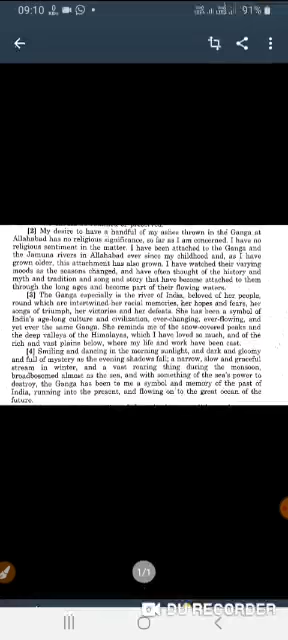 09:10
91%
[2] My desire to have a handful of my ashes thrown in the Ganga at
Allahabad has no religious significance, so far as I am concerned. I have no
religious sentiment in the matter. I have been attached to the Ganga and
the Jamuna rivers in Allahabad ever since my childhood and, as I have
grown older, this attachment has also grown. I have watched their varying
moods as the seasons changed, and have often thought of the history and
myth and tradition and song and story that have become attached to them
through the long ages and become part of their flowing waters.
[3] The Ganga especially is the river of India, beloved of her people,
round which are intertwined her racial memories, her hopes and fears, her
songs of triumph, her victories and her defeats. She has been a symbol of
India's age-long culture and civilization, ever-changing, ever-flowing, and
yet ever the same Ganga. She reminds me of the snow-covered peaks and
the deep valleys of the Himalayas, which I have loved so much, and of the
rich and vast plains below, where my life and work have been cast.
[4] Smiling and dancing in the morning sunlight, and dark and gloomy
and full of mystery as the evening shadows fall; a narrow, slow and graceful
stream in winter, and a vast roaring thing during the monsoon,
broadbosomed almost as the sea, and with something of the sea's power to
destroy, the Ganga has been to me a symbol and memory of the past of
India, running into the present, and flowing on to the great ocean of the
future.
1/1
DU RECORDER